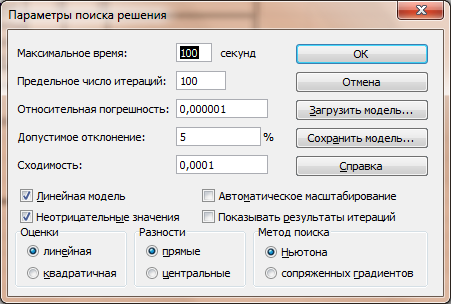 Параметры поиска решения
Максимальное время: 100 секунд OK
Предельное число итераций: 100 Отмена
Относительная погрешность: 0,000001 Загрузить модель...
Допустимое отклонение: 5 % Сохранить модель...
Сходимость: 0,0001 Справка
Линейная модель Автоматическое масштабирование
Неотрицательные значения Показывать результаты итераций
Оценки Разности Метод поиска
линейная прямые Ньютона
квадратичная центральные сопряженных градиентов